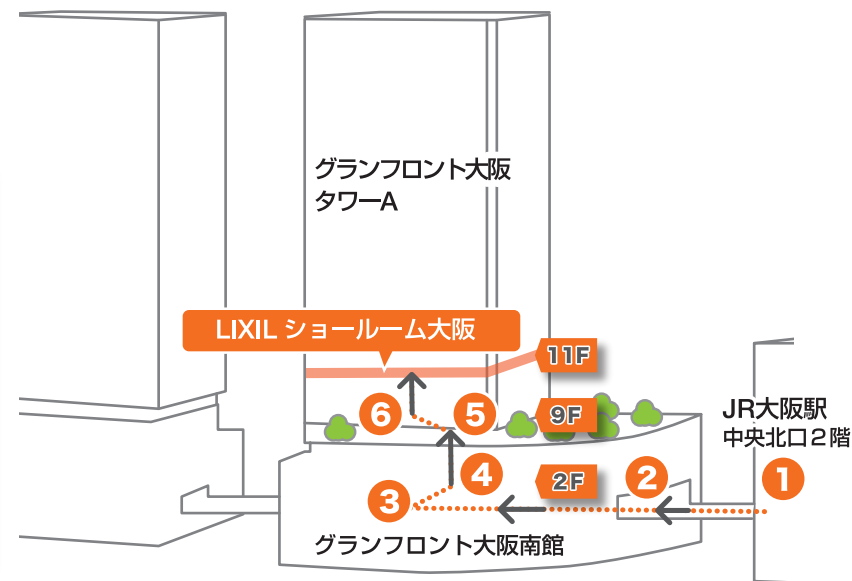 グランフロント大阪
タワーA
LIXIL ショールーム大阪
11F
6
5
9F
JR大阪駅
中央北口2階
4
2F
2
1
3
グランフロント大阪南館